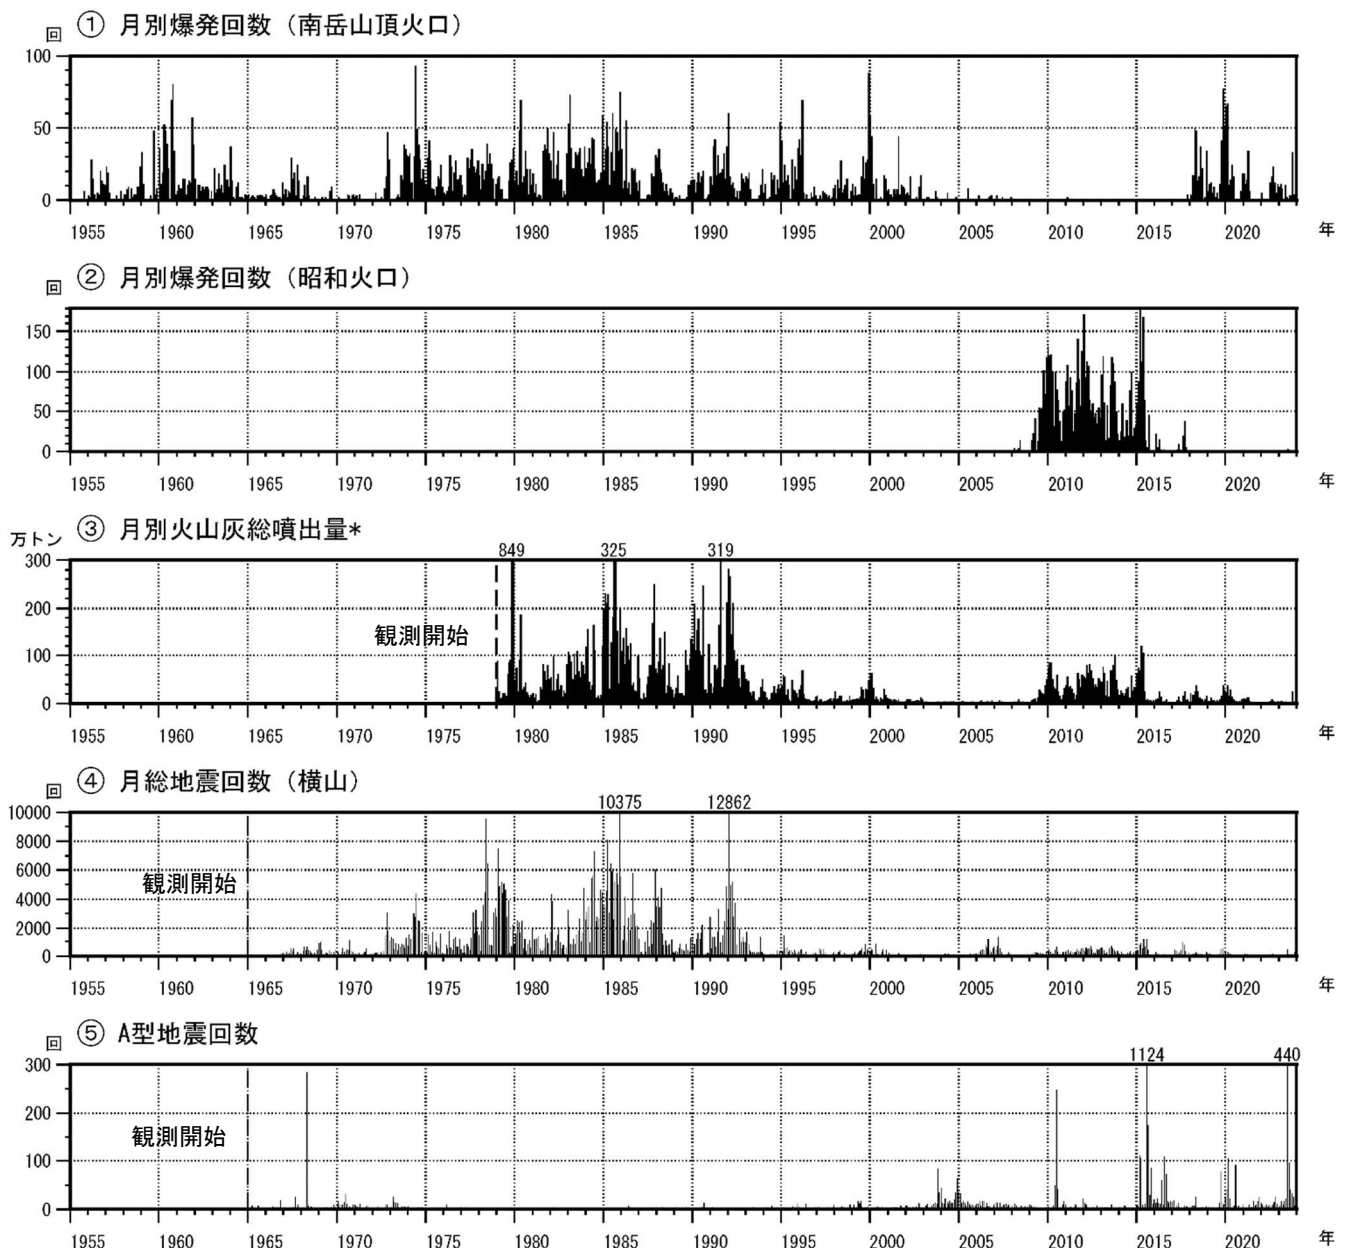 ① 月別爆発回数（南岳山頂火口）
回
100
50
0
1955 1960 1965 1970 1975 1980 1985 1990 1995 2000 2005 2010 2015 2020 年
② 月別爆発回数（昭和火口）
回
150
100
50
0
1955 1960 1965 1970 1975 1980 1985 1990 1995 2000 2005 2010 2015 2020 年
③ 月別火山灰総噴出量*
万トン
849 325 319
300
200
観測開始
100
0
1955 1960 1965 1970 1975 1980 1985 1990 1995 2000 2005 2010 2015 2020 年
④ 月総地震回数（横山）
回
10375 12862
10000
8000
6000
観測開始
4000
2000
0
1955 1960 1965 1970 1975 1980 1985 1990 1995 2000 2005 2010 2015 2020 年
⑤ A型地震回数
回
1124 440
300
200
観測開始
100
0
1955 1960 1965 1970 1975 1980 1985 1990 1995 2000 2005 2010 2015 2020 年